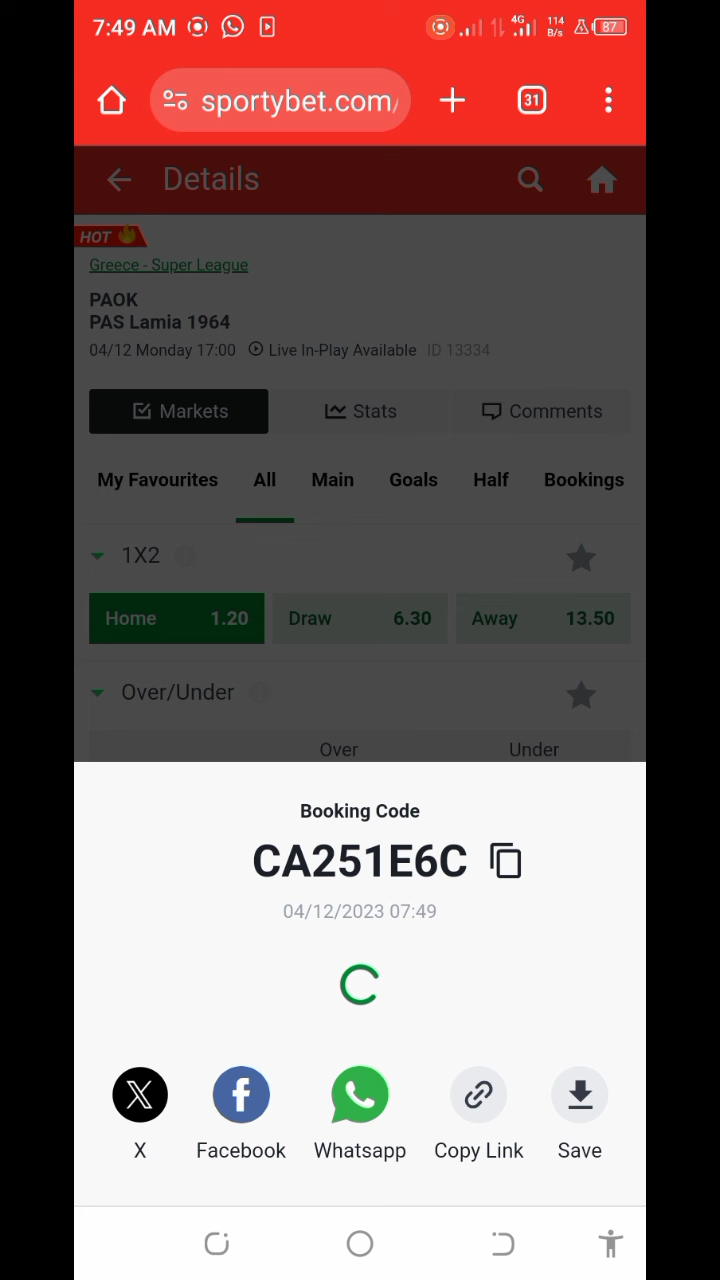 7:49 AM 4G 114 B/s 87
sportybet.com/ 31
Details
HOT
Greece - Super League
PAOK
PAS Lamia 1964
04/12 Monday 17:00 Live In-Play Available ID 13334
Markets Stats Comments
My Favourites All Main Goals Half Bookings
1X2
Home 1.20 Draw 6.30 Away 13.50
Over/Under
Over Under
Booking Code
CA251E6C
04/12/2023 07:49
X Facebook Whatsapp Copy Link Save